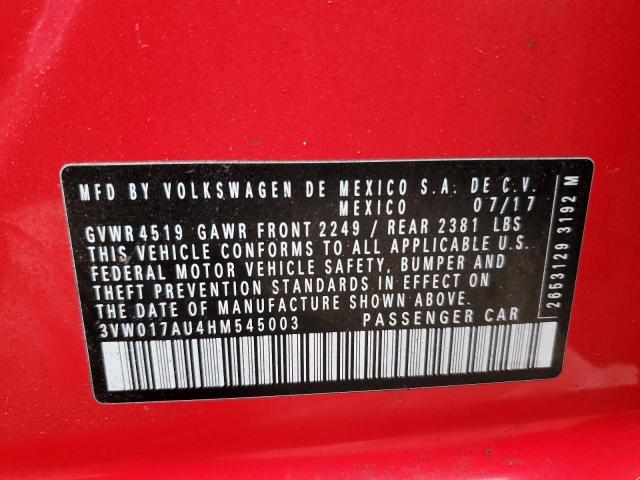 MFD BY VOLKSWAGEN DE MEXICO S.A. DE C.V.
MEXICO 07/17
GVWR 4519 GAWR FRONT 2249 / REAR 2381 LBS
THIS VEHICLE CONFORMS TO ALL APPLICABLE U.S.
FEDERAL MOTOR VEHICLE SAFETY, BUMPER AND
THEFT PREVENTION STANDARDS IN EFFECT ON
THE DATE OF MANUFACTURE SHOWN ABOVE.
3VW017AU4HM545003 PASSENGER CAR
2653129 3192 M